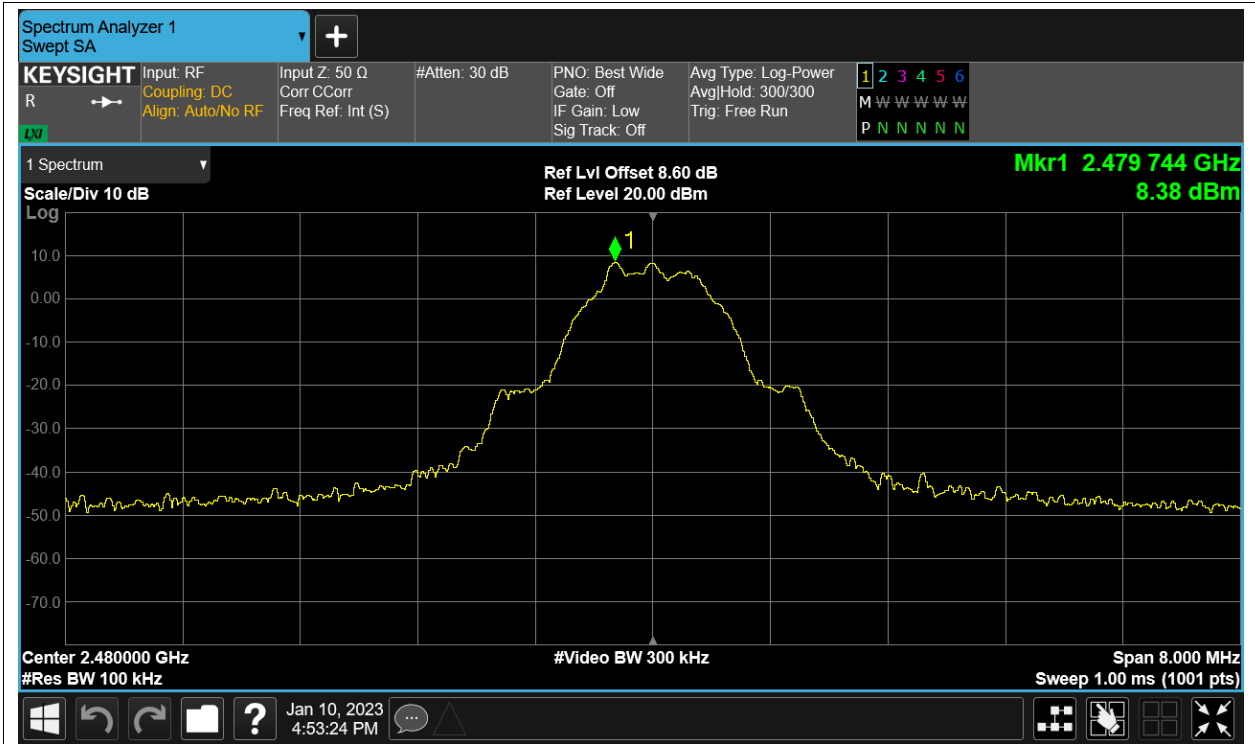 Spectrum Analyzer 1
Swept SA
KEYSIGHT
R
LXI
Input: RF
Coupling: DC
Align: Auto/No RF
Input Z: 50 Ω
Corr CCorr
Freq Ref: Int (S)
#Atten: 30 dB
PNO: Best Wide
Gate: Off
IF Gain: Low
Sig Track: Off
Avg Type: Log-Power
Avg|Hold: 300/300
Trig: Free Run
1 2 3 4 5 6
M W W W W W
P N N N N N
1 Spectrum
Scale/Div 10 dB
Log
Ref Lvl Offset 8.60 dB
Ref Level 20.00 dBm
Mkr1 2.479 744 GHz
8.38 dBm
1
10.0
0.00
-10.0
-20.0
-30.0
-40.0
-50.0
-60.0
-70.0
Center 2.480000 GHz
#Res BW 100 kHz
#Video BW 300 kHz
Span 8.000 MHz
Sweep 1.00 ms (1001 pts)
?
Jan 10, 2023
4:53:24 PM